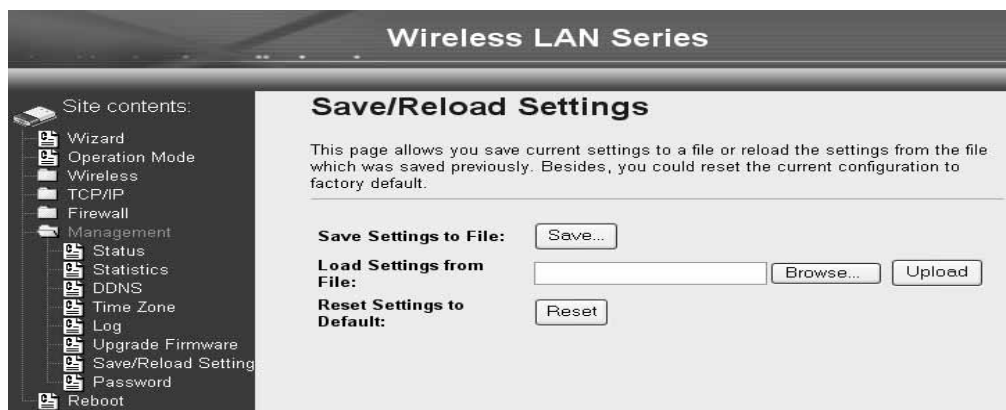 Wireless LAN Series
Site contents:
Wizard
Operation Mode
Wireless
TCP/IP
Firewall
Management
Status
Statistics
DDNS
Time Zone
Log
Upgrade Firmware
Save/Reload Setting
Password
Reboot
Save/Reload Settings
This page allows you save current settings to a file or reload the settings from the file
which was saved previously. Besides, you could reset the current configuration to
factory default.
Save Settings to File: Save...
Load Settings from
File: Browse... Upload
Reset Settings to
Default: Reset